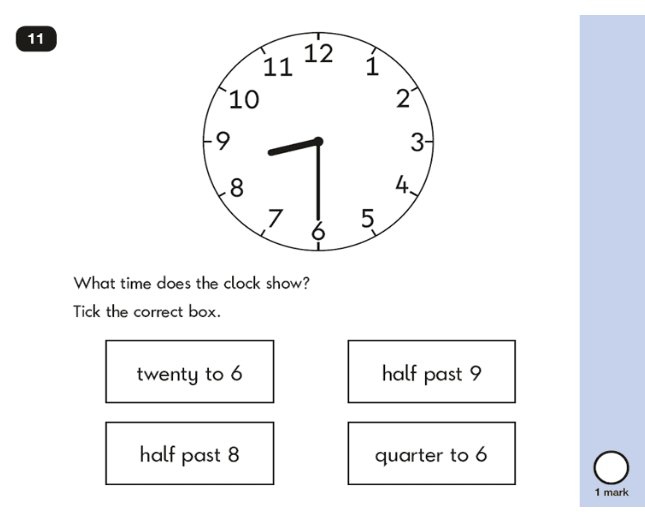 11
12
11
1
10
2
9
3
8
4
7
5
6
What time does the clock show?
Tick the correct box.
twenty to 6
half past 9
half past 8
quarter to 6
1 mark